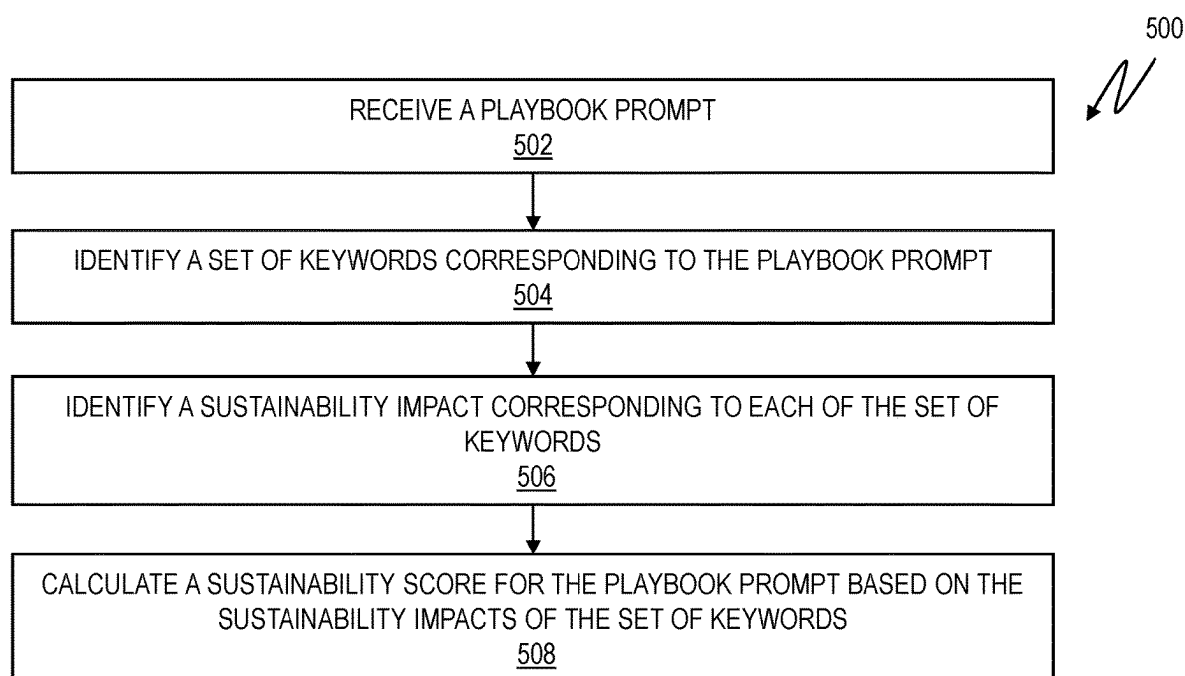 500
RECEIVE A PLAYBOOK PROMPT
502
IDENTIFY A SET OF KEYWORDS CORRESPONDING TO THE PLAYBOOK PROMPT
504
IDENTIFY A SUSTAINABILITY IMPACT CORRESPONDING TO EACH OF THE SET OF
KEYWORDS
506
CALCULATE A SUSTAINABILITY SCORE FOR THE PLAYBOOK PROMPT BASED ON THE
SUSTAINABILITY IMPACTS OF THE SET OF KEYWORDS
508